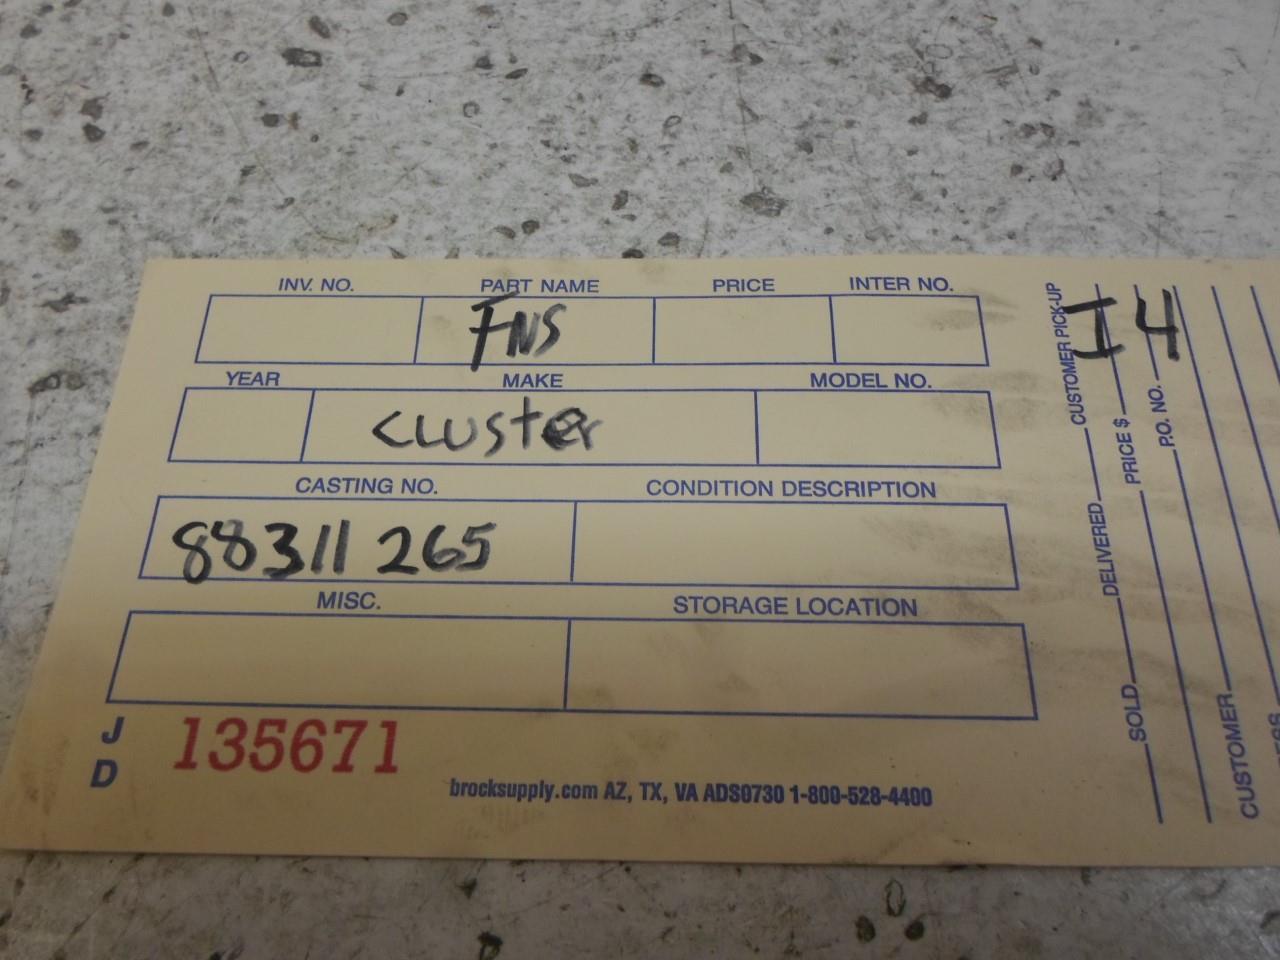 INV. NO. PART NAME PRICE INTER NO.
FNS
YEAR MAKE MODEL NO.
CLUSTER
CASTING NO. CONDITION DESCRIPTION
88311 265
MISC. STORAGE LOCATION
J
D
135671
brocksupply.com AZ, TX, VA ADS0730 1-800-528-4400
I4
SOLD DELIVERED CUSTOMER PICK-UP
PRICE $
P.O. NO.
CUSTOMER